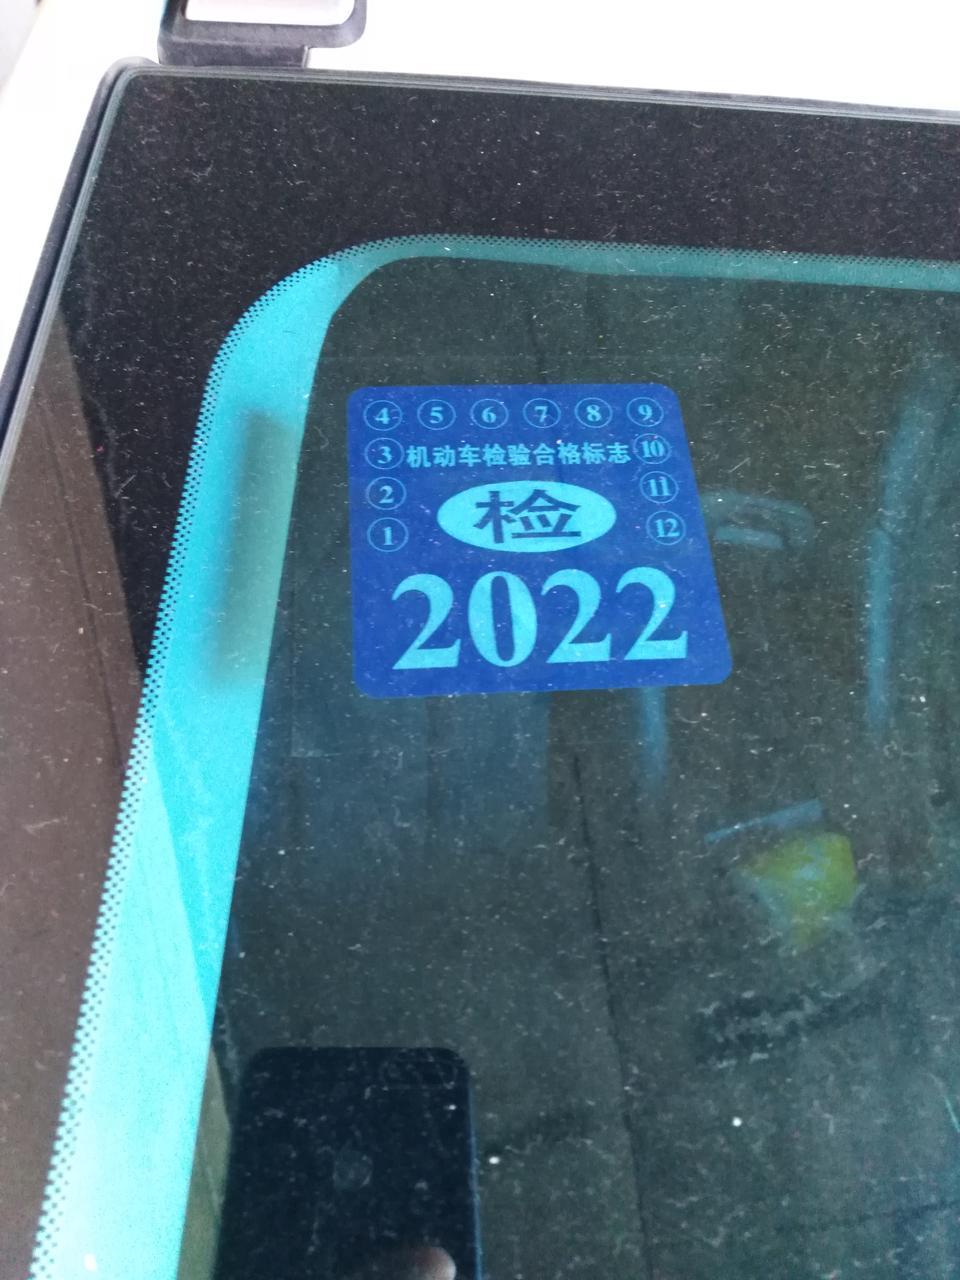 ④ ⑤ ⑥ ⑦ ⑧ ⑨
③ 机动车检验合格标志 ⑩
② 检 ⑪
① ⑫
2022